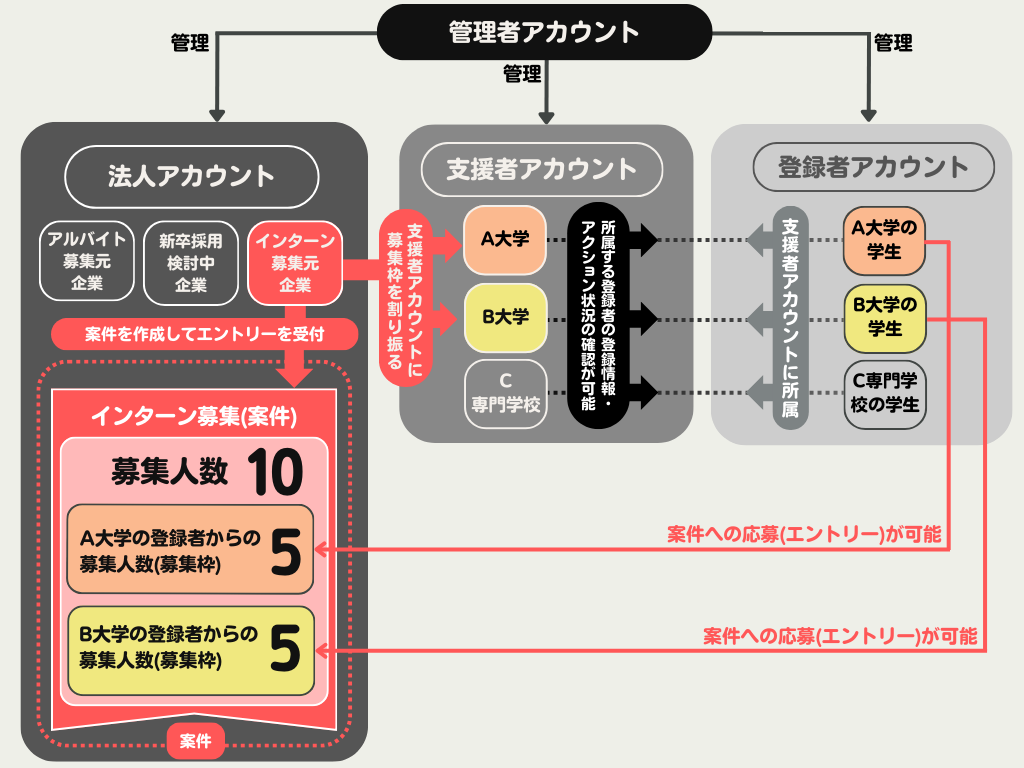 管理者アカウント
管理
管理
管理
法人アカウント
アルバイト
募集元
企業
新卒採用
検討中
企業
インターン
募集元
企業
案件を作成してエントリーを受付
インターン募集(案件)
募集人数 10
A大学の登録者からの
募集人数(募集枠)
5
B大学の登録者からの
募集人数(募集枠)
5
案件
支援者アカウントに
募集枠を割り振る
支援者アカウント
A大学
B大学
C
専門学校
所属する登録者の登録情報・
アクション状況の確認が可能
登録者アカウント
支援者アカウントに所属
A大学の
学生
B大学の
学生
C専門学
校の学生
案件への応募(エントリー)が可能
案件への応募(エントリー)が可能